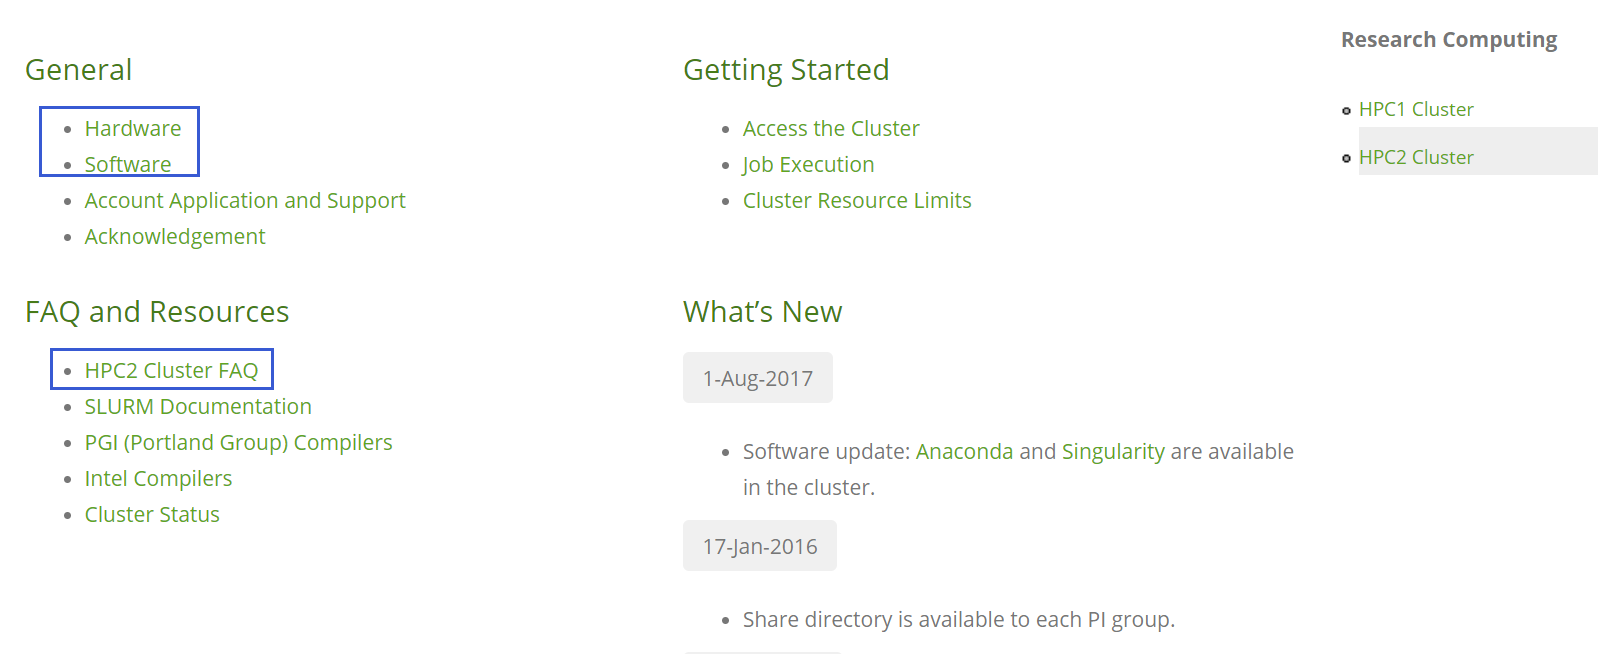 General
Hardware
Software
Account Application and Support
Acknowledgement
FAQ and Resources
HPC2 Cluster FAQ
SLURM Documentation
PGI (Portland Group) Compilers
Intel Compilers
Cluster Status
Getting Started
Access the Cluster
Job Execution
Cluster Resource Limits
What’s New
1-Aug-2017
Software update: Anaconda and Singularity are available
in the cluster.
17-Jan-2016
Share directory is available to each PI group.
Research Computing
HPC1 Cluster
HPC2 Cluster